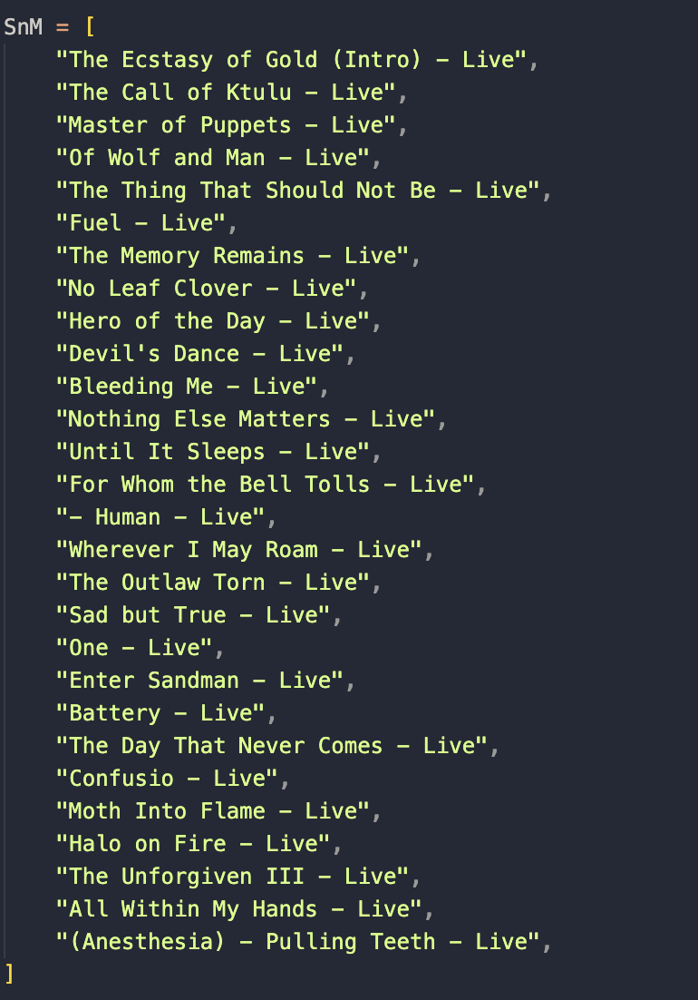 SnM = [
    "The Ecstasy of Gold (Intro) - Live",
    "The Call of Ktulu - Live",
    "Master of Puppets - Live",
    "Of Wolf and Man - Live",
    "The Thing That Should Not Be - Live",
    "Fuel - Live",
    "The Memory Remains - Live",
    "No Leaf Clover - Live",
    "Hero of the Day - Live",
    "Devil's Dance - Live",
    "Bleeding Me - Live",
    "Nothing Else Matters - Live",
    "Until It Sleeps - Live",
    "For Whom the Bell Tolls - Live",
    "- Human - Live",
    "Wherever I May Roam - Live",
    "The Outlaw Torn - Live",
    "Sad but True - Live",
    "One - Live",
    "Enter Sandman - Live",
    "Battery - Live",
    "The Day That Never Comes - Live",
    "Confusio - Live",
    "Moth Into Flame - Live",
    "Halo on Fire - Live",
    "The Unforgiven III - Live",
    "All Within My Hands - Live",
    "(Anesthesia) - Pulling Teeth - Live",
]